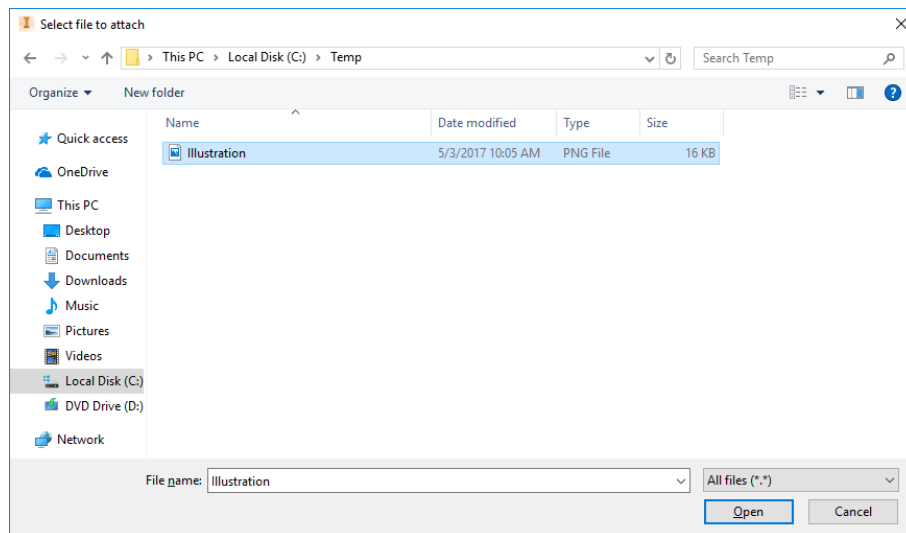 Select file to attach
This PC > Local Disk (C:) > Temp
Search Temp
Organize
New folder
Name
Date modified
Type
Size
Illustration
5/3/2017 10:05 AM
PNG File
16 KB
Quick access
OneDrive
This PC
Desktop
Documents
Downloads
Music
Pictures
Videos
Local Disk (C:)
DVD Drive (D:)
Network
File name: Illustration
All files (*.*)
Open
Cancel